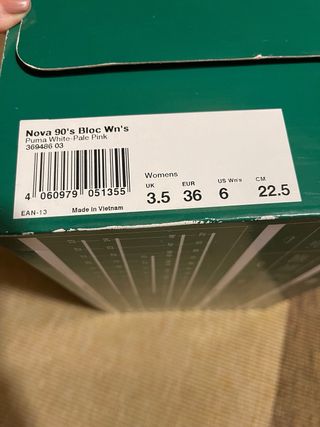 Nova 90's Bloc Wn's
Puma White-Pale Pink
369486 03
4 060979 051355
EAN-13
Made in Vietnam
Womens
UK EUR US Wn's CM
3.5 36 6 22.5